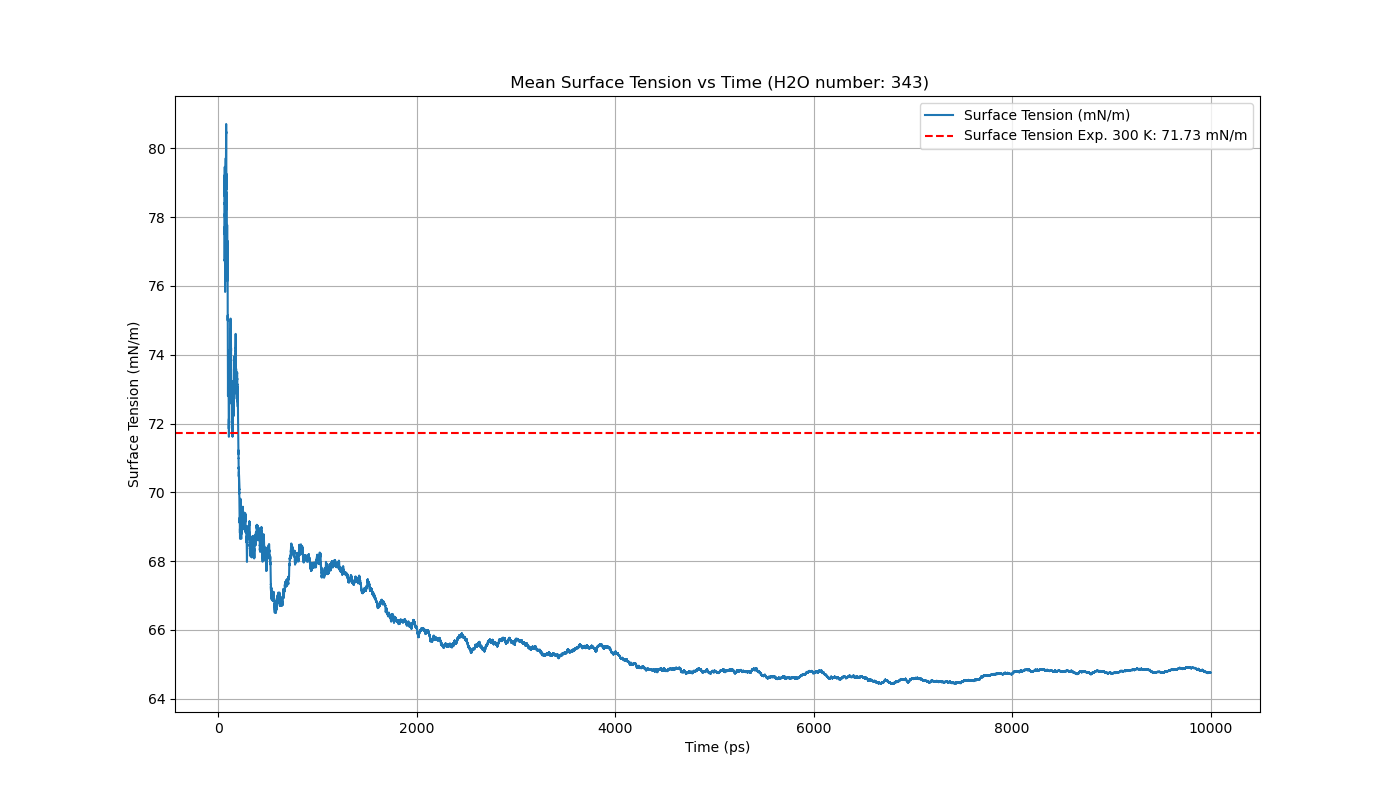 Mean Surface Tension vs Time (H2O number: 343)
Surface Tension (mN/m)
Surface Tension Exp. 300 K: 71.73 mN/m
Surface Tension (mN/m)
80
78
76
74
72
70
68
66
64
0 2000 4000 6000 8000 10000
Time (ps)